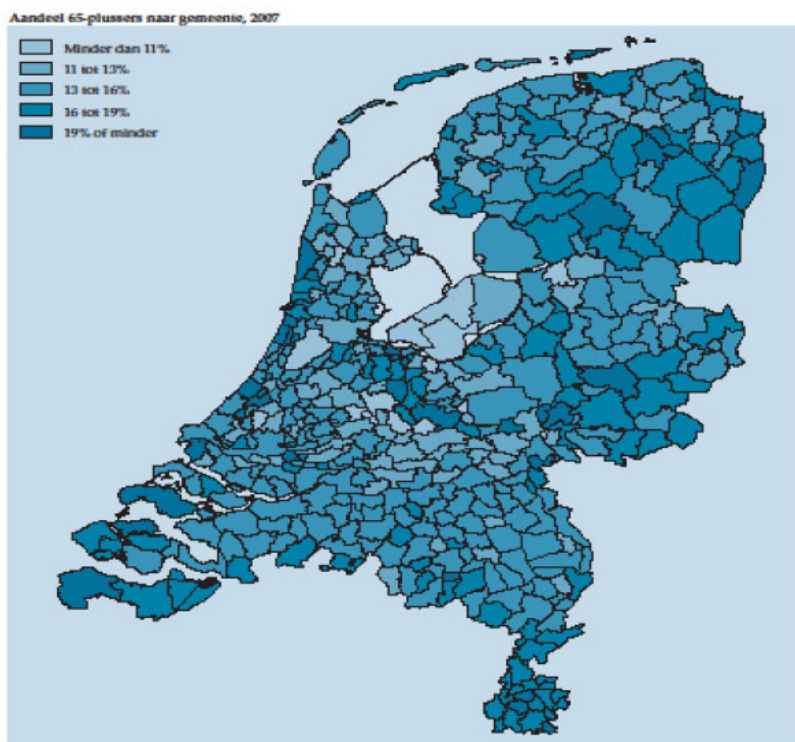 Aandeel 65-plussers naar gemeente, 2007
Minder dan 11%
11 tot 13%
13 tot 16%
16 tot 19%
19% of minder